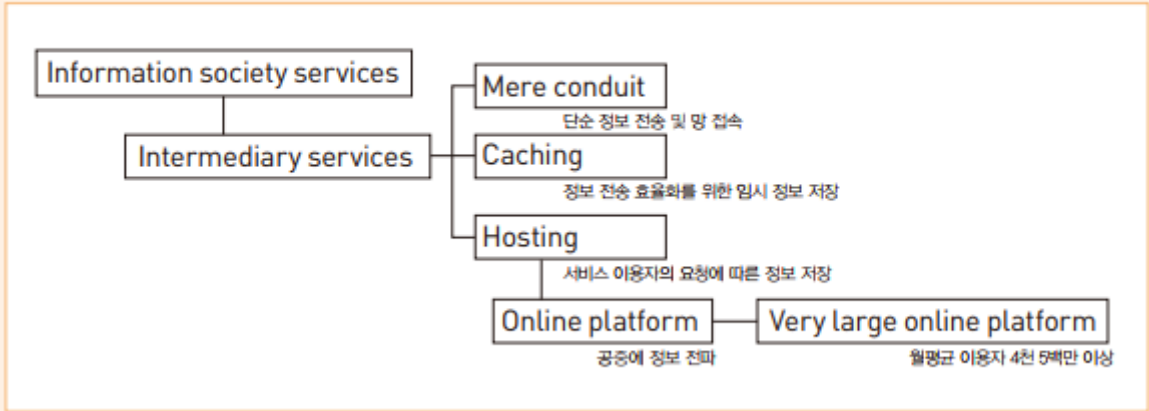 Information society services
Mere conduit
단순 정보 전송 및 망 접속
Intermediary services
Caching
정보 전송 효율화를 위한 임시 정보 저장
Hosting
서비스 이용자의 요청에 따른 정보 저장
Online platform
Very large online platform
공중에 정보 전파
월평균 이용자 4천 5백만 이상